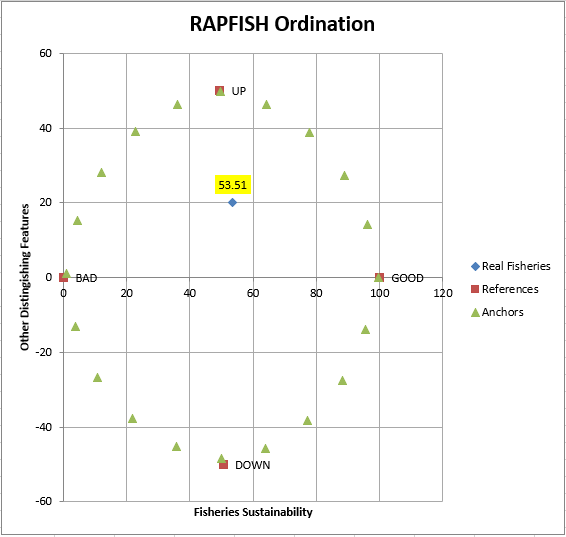 RAPFISH Ordination
60
UP
40
53.51
20
Other Distingishing Features
Real Fisheries
BAD
GOOD
References
0
0
20
40
60
80
100
120
Anchors
-20
-40
DOWN
-60
Fisheries Sustainability